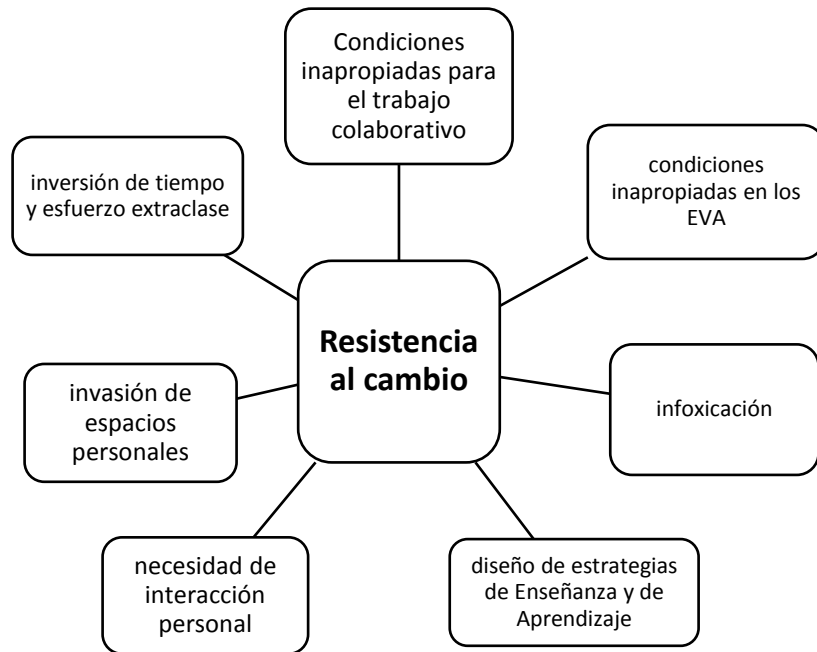 Condiciones
inapropiadas para
el trabajo
colaborativo
condiciones
inapropiadas en los
EVA
infoxicación
diseño de estrategias
de Enseñanza y de
Aprendizaje
necesidad de
interacción
personal
invasión de
espacios
personales
inversión de tiempo
y esfuerzo extraclase
Resistencia
al cambio